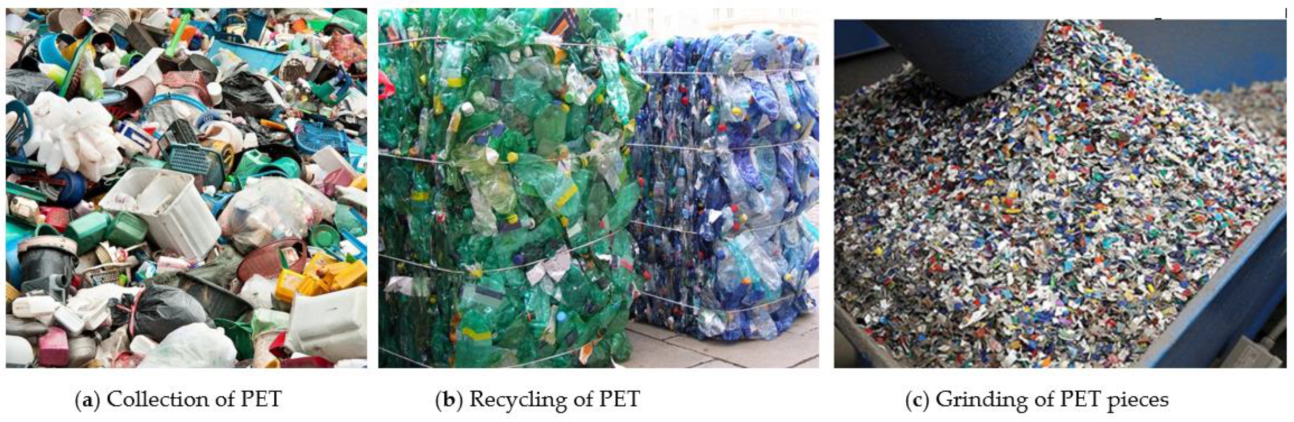 (a) Collection of PET
(b) Recycling of PET
(c) Grinding of PET pieces